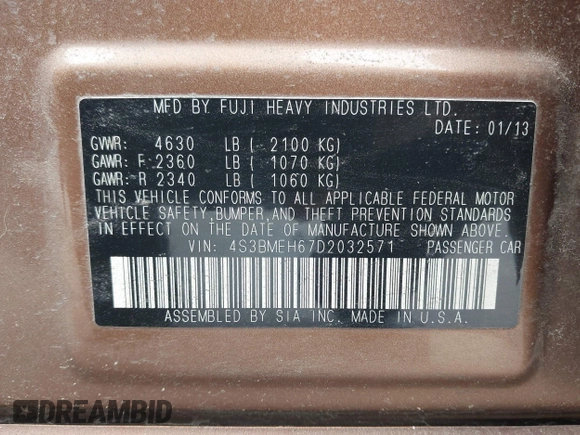 MFD BY FUJI HEAVY INDUSTRIES LTD.
DATE: 01/13
GVWR: 4630 LB ( 2100 KG)
GAWR: F 2360 LB ( 1070 KG)
GAWR: R 2340 LB ( 1060 KG)
THIS VEHICLE CONFORMS TO ALL APPLICABLE FEDERAL MOTOR
VEHICLE SAFETY,BUMPER,AND THEFT PREVENTION STANDARDS
IN EFFECT ON THE DATE OF MANUFACTURE SHOWN ABOVE.
VIN: 4S3BMEH67D2032571 PASSENGER CAR
ASSEMBLED BY SIA INC. MADE IN U.S.A.
DREAMBID